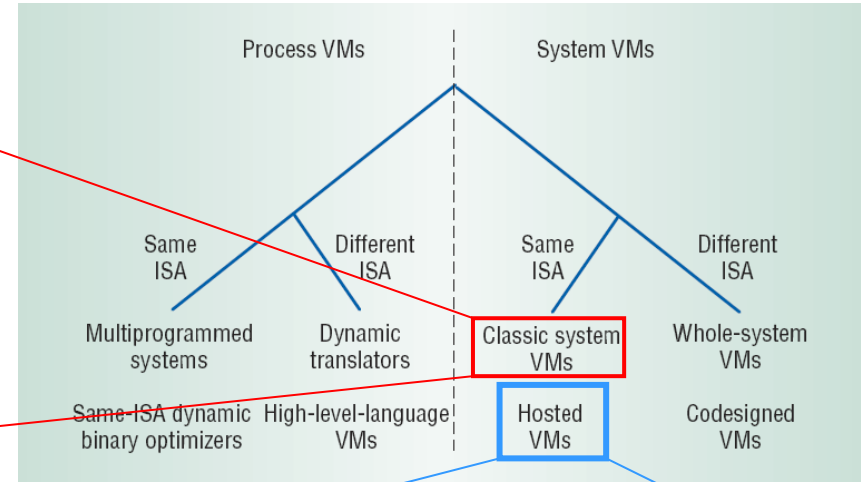 Process VMs
System VMs
Same
ISA
Different
ISA
Same
ISA
Different
ISA
Multiprogrammed
systems
Dynamic
translators
Classic system
VMs
Whole-system
VMs
Same-ISA dynamic
binary optimizers
High-level-language
VMs
Hosted
VMs
Codesigned
VMs